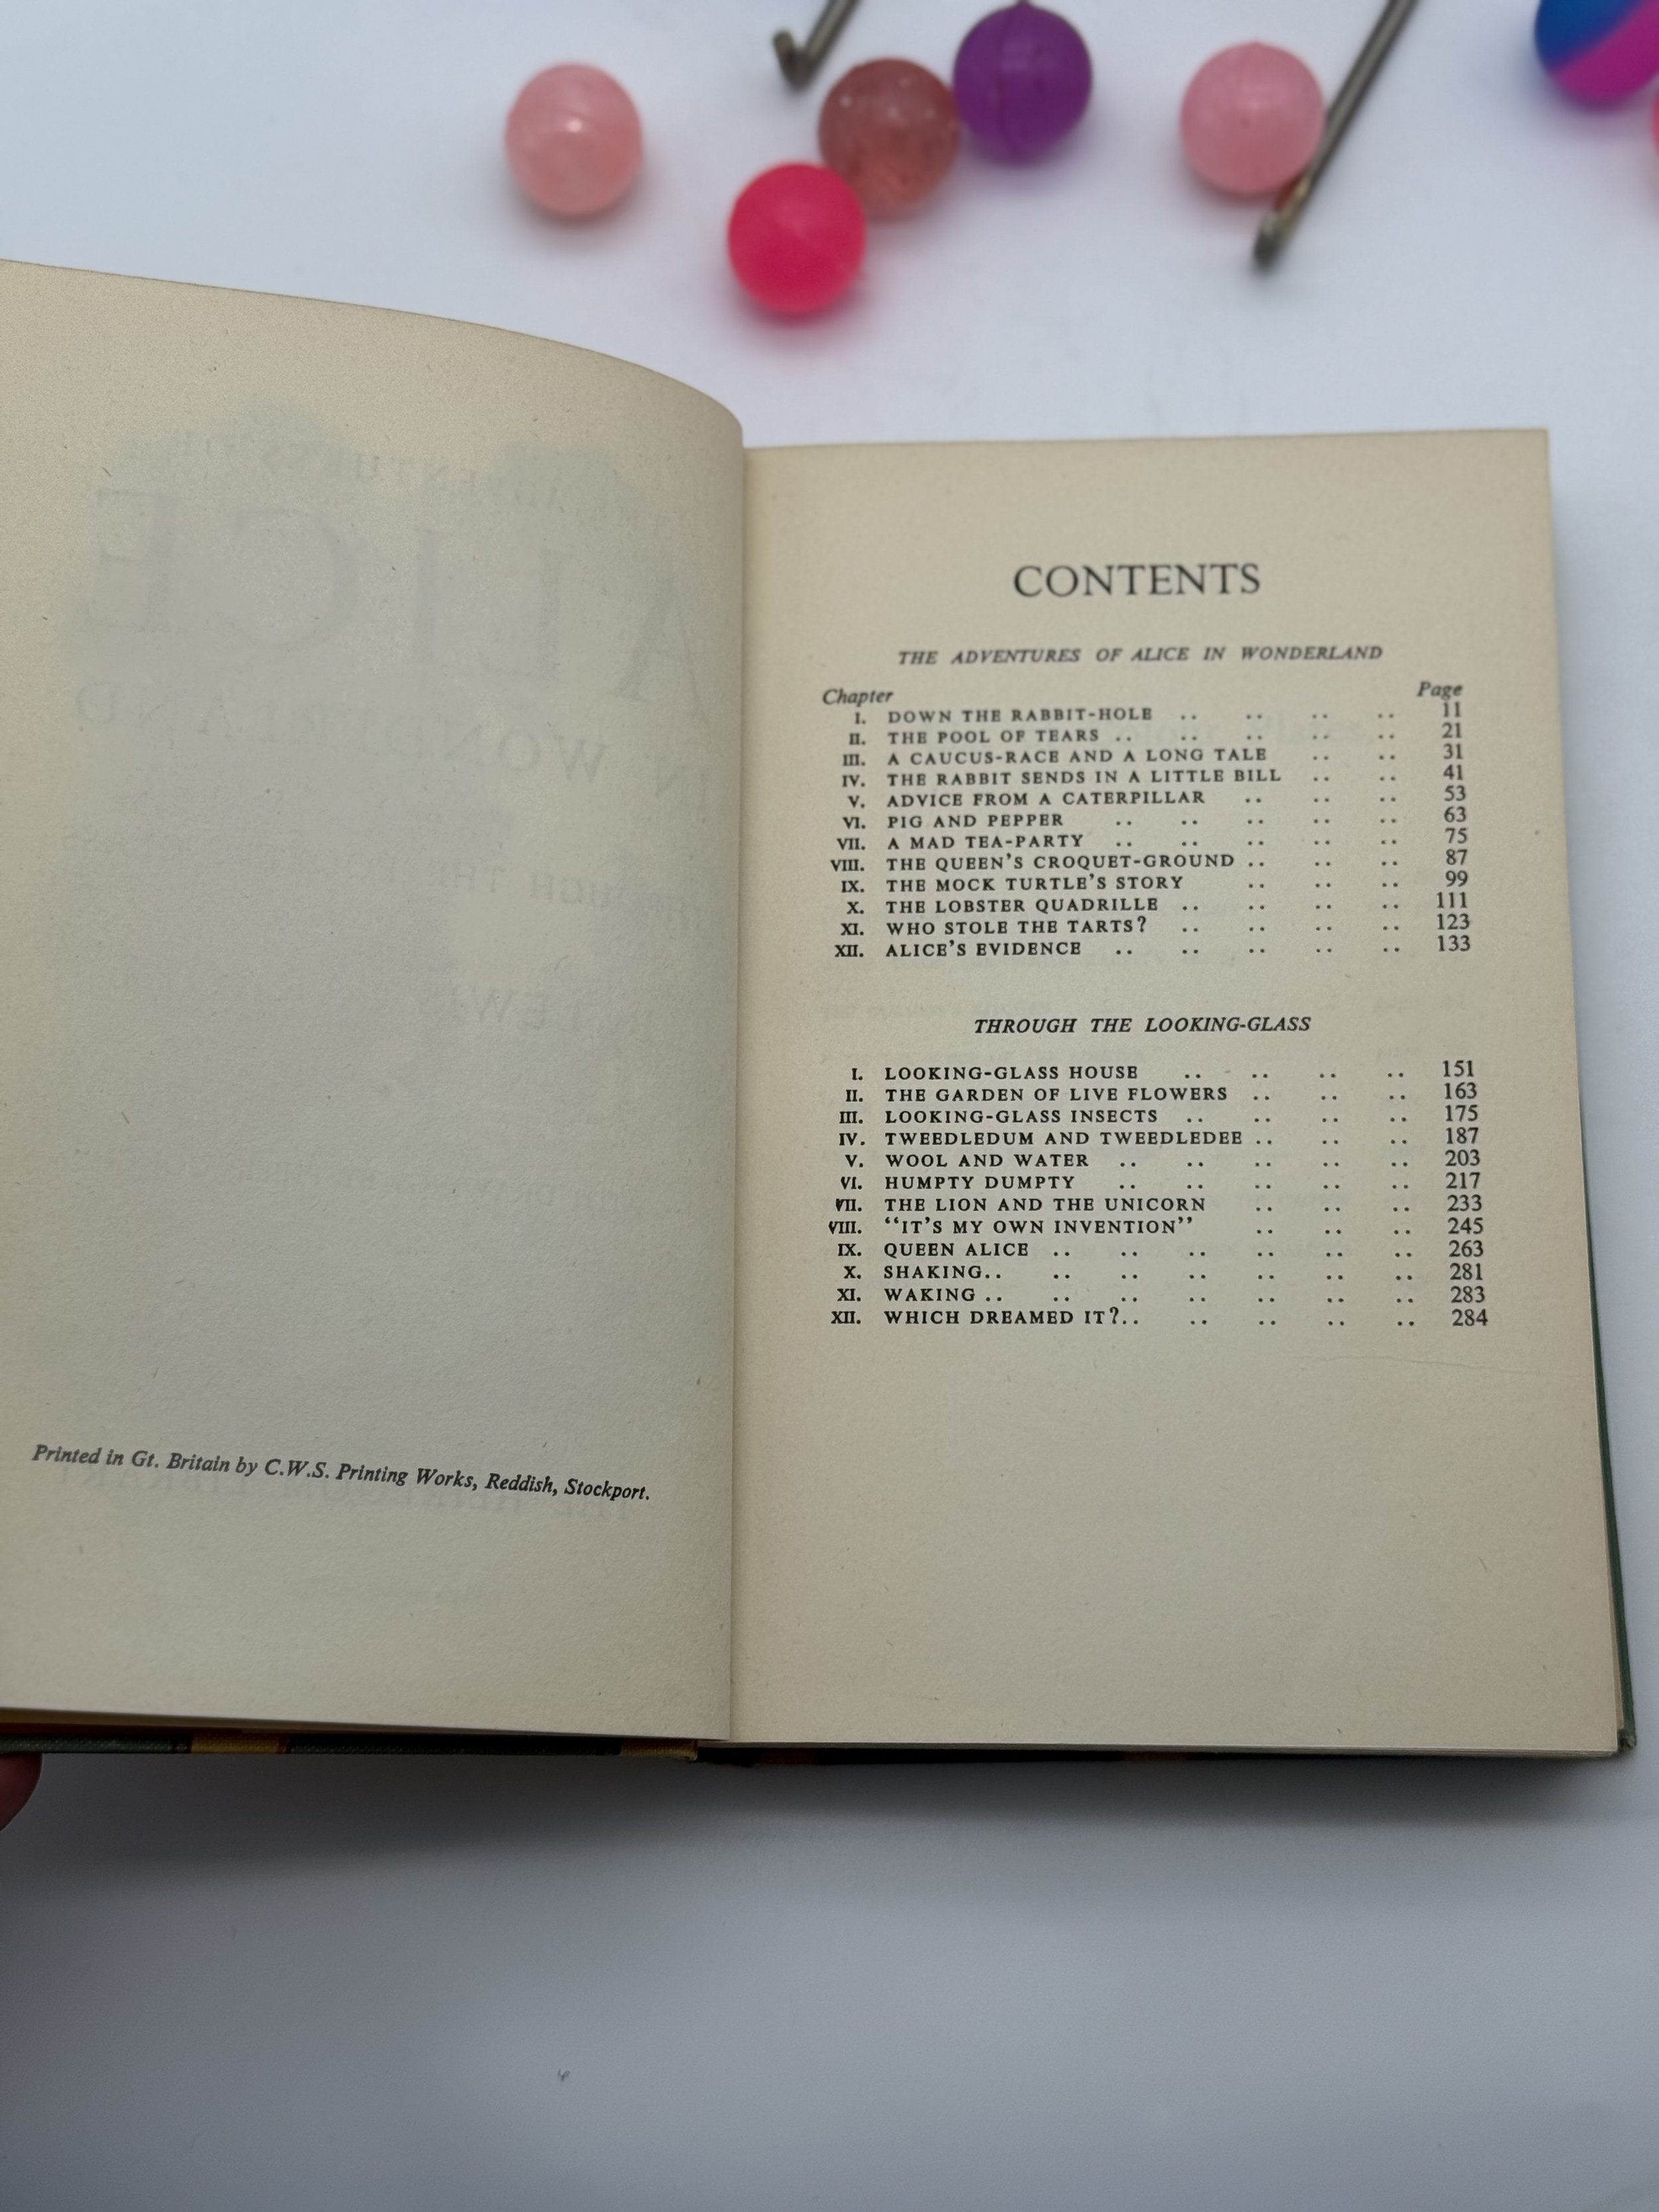 Printed in Gt. Britain by C.W.S. Printing Works, Reddish, Stockport.
CONTENTS
THE ADVENTURES OF ALICE IN WONDERLAND
Chapter Page
I. DOWN THE RABBIT-HOLE .. .. .. .. 11
II. THE POOL OF TEARS .. .. .. .. .. 21
III. A CAUCUS-RACE AND A LONG TALE .. .. 31
IV. THE RABBIT SENDS IN A LITTLE BILL .. .. 41
V. ADVICE FROM A CATERPILLAR .. .. .. 53
VI. PIG AND PEPPER .. .. .. .. .. 63
VII. A MAD TEA-PARTY .. .. .. .. .. 75
VIII. THE QUEEN'S CROQUET-GROUND .. .. .. 87
IX. THE MOCK TURTLE'S STORY .. .. .. 99
X. THE LOBSTER QUADRILLE .. .. .. .. 111
XI. WHO STOLE THE TARTS? .. .. .. .. 123
XII. ALICE'S EVIDENCE .. .. .. .. .. 133
THROUGH THE LOOKING-GLASS
I. LOOKING-GLASS HOUSE .. .. .. .. 151
II. THE GARDEN OF LIVE FLOWERS .. .. .. 163
III. LOOKING-GLASS INSECTS .. .. .. .. 175
IV. TWEEDLEDUM AND TWEEDLEDEE .. .. .. 187
V. WOOL AND WATER .. .. .. .. .. 203
VI. HUMPTY DUMPTY .. .. .. .. .. 217
VII. THE LION AND THE UNICORN .. .. .. 233
VIII. "IT'S MY OWN INVENTION" .. .. .. 245
IX. QUEEN ALICE .. .. .. .. .. .. 263
X. SHAKING.. .. .. .. .. .. .. 281
XI. WAKING .. .. .. .. .. .. .. 283
XII. WHICH DREAMED IT?.. .. .. .. .. 284